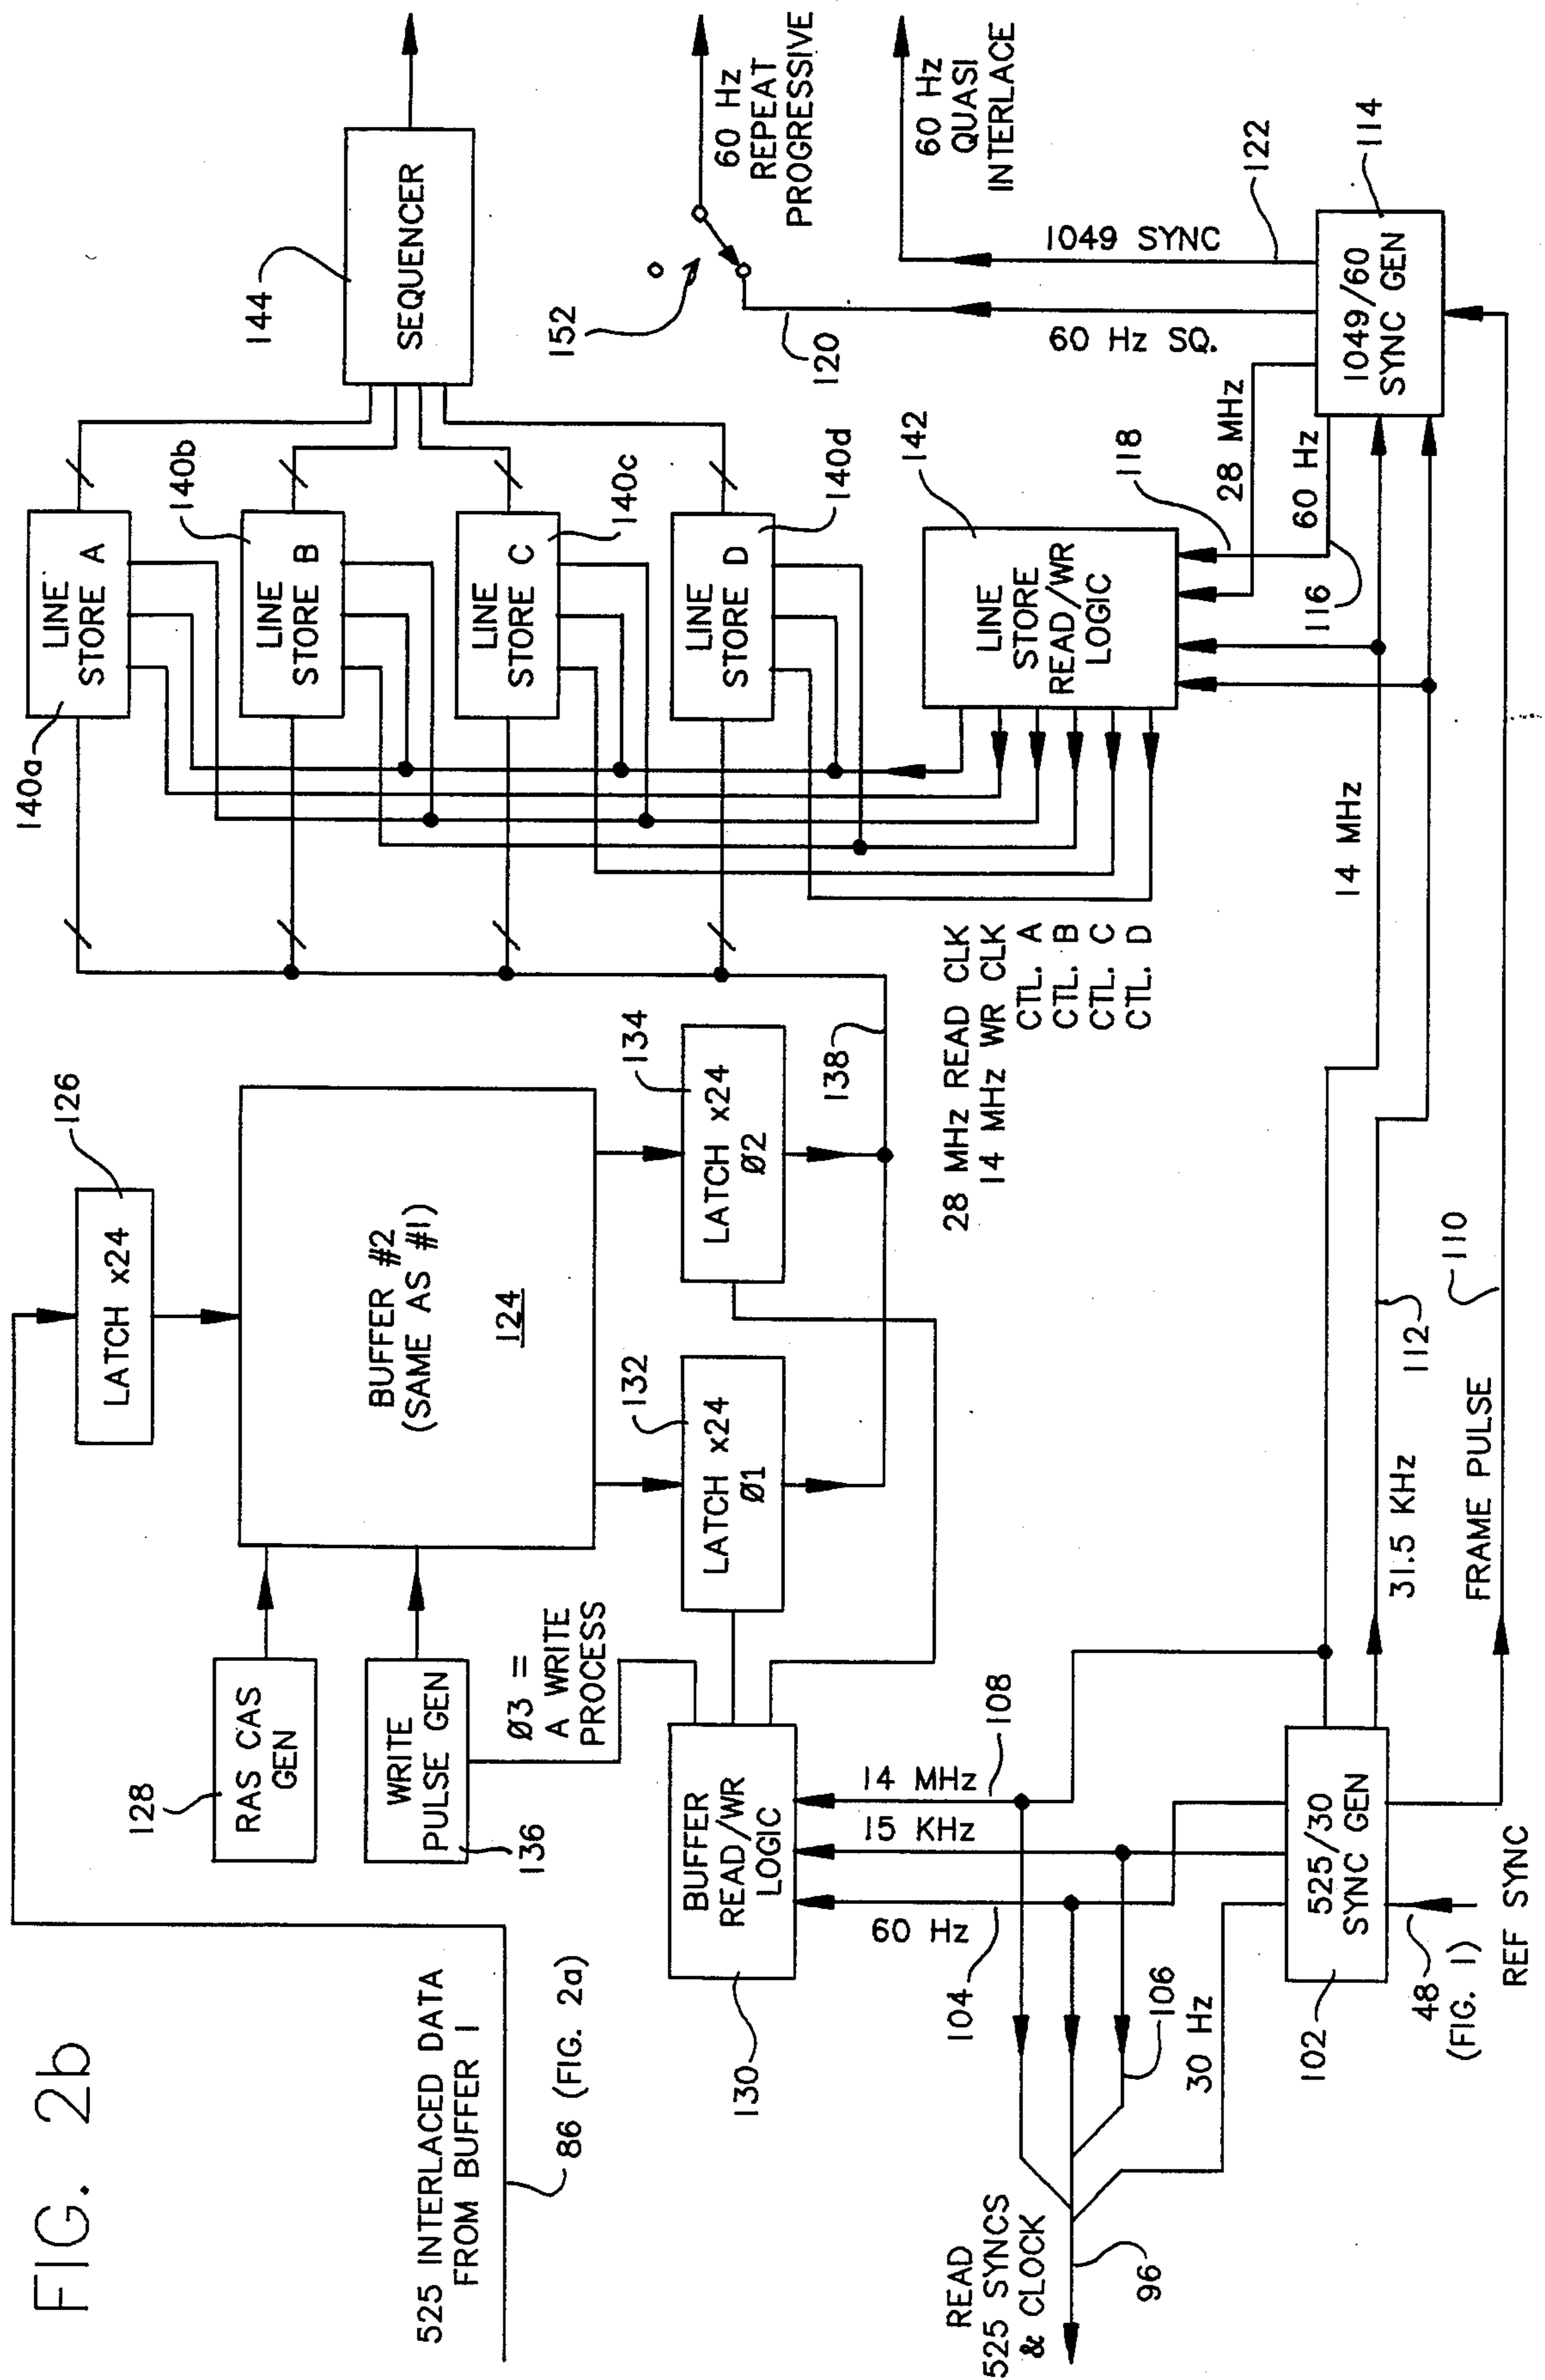 FIG. 2b
525 INTERLACED DATA
FROM BUFFER 1
86 (FIG. 2a)
LATCH x24
126
RAS CAS
GEN
128
WRITE
PULSE GEN
136
Ø3 =
A WRITE
PROCESS
BUFFER #2
(SAME AS #1)
124
LATCH x24
Ø1
132
LATCH x24
Ø2
134
138
BUFFER
READ/WR
LOGIC
130
14 MHz
108
15 KHz
60 Hz
104
106
30 Hz
READ
525 SYNCS
& CLOCK
96
525/30
SYNC GEN
102
48
(FIG. 1)
REF SYNC
FRAME PULSE
110
31.5 KHz
112
14 MHz
LINE
STORE A
140a
LINE
STORE B
140b
LINE
STORE C
140c
LINE
STORE D
140d
SEQUENCER
144
28 MHz READ CLK
14 MHz WR CLK
CTL. A
CTL. B
CTL. C
CTL. D
LINE
STORE
READ/WR
LOGIC
142
118
28 MHz
60 Hz
116
1049/60
SYNC GEN
114
60 Hz SQ.
120
1049 SYNC
122
152
60 Hz
REPEAT
PROGRESSIVE
60 Hz
QUASI
INTERLACE